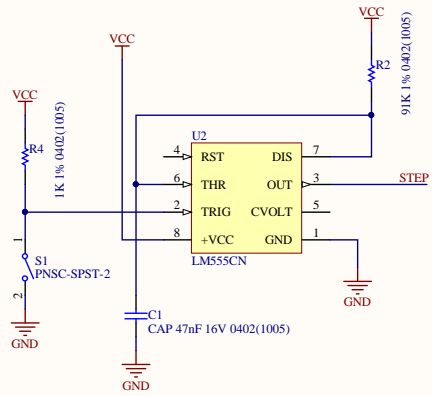 VCC
R2
91K 1% 0402(1005)
VCC
VCC
R4
1K 1% 0402(1005)
U2
4 RST DIS 7
6 THR OUT 3 STEP
2 TRIG CVOLT 5
8 +VCC GND 1
LM555CN
1
S1
PNSC-SPST-2
2
GND
GND
C1
CAP 47nF 16V 0402(1005)
GND